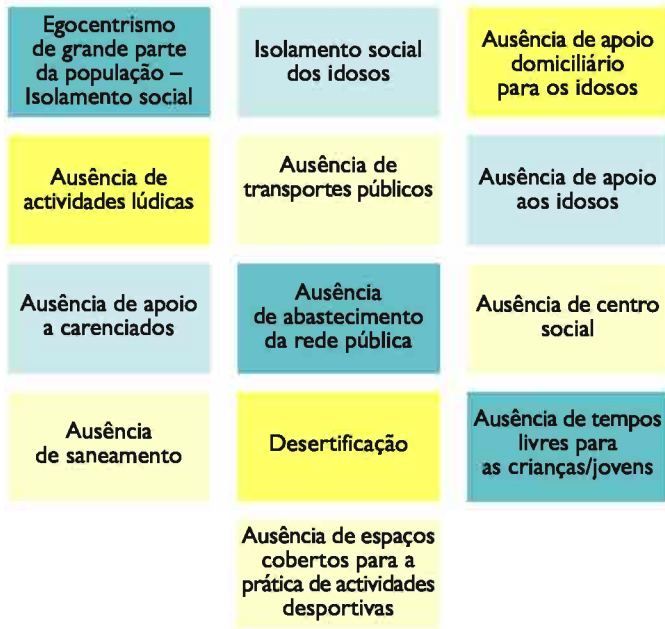 Egocentrismo
de grande parte
da população –
Isolamento social
Isolamento social
dos idosos
Ausência de apoio
domiciliário
para os idosos
Ausência de
actividades lúdicas
Ausência de
transportes públicos
Ausência de apoio
aos idosos
Ausência de apoio
a carenciados
Ausência
de abastecimento
da rede pública
Ausência de centro
social
Ausência
de saneamento
Desertificação
Ausência de tempos
livres para
as crianças/jovens
Ausência de espaços
cobertos para a
prática de actividades
desportivas